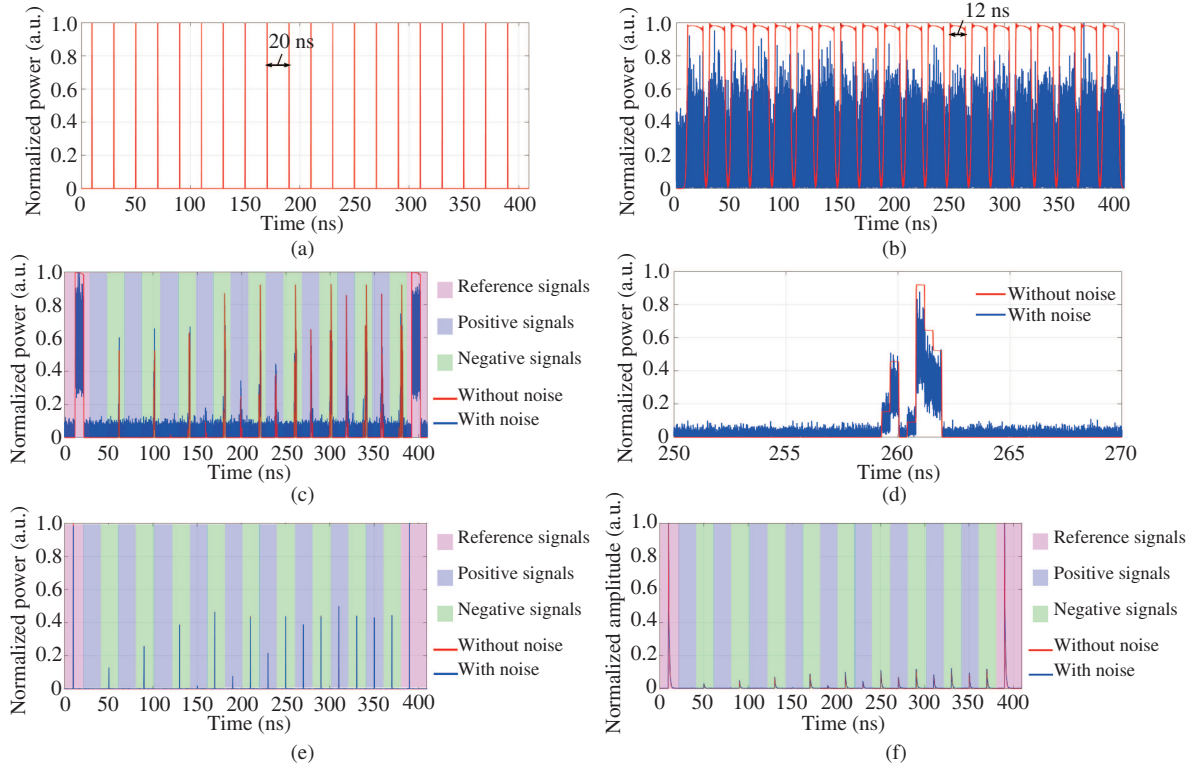 Normalized power (a.u.)
1.0
0.8
0.6
0.4
0.2
0
20 ns
0 50 100 150 200 250 300 350 400
Time (ns)
(a)
Normalized power (a.u.)
1.0
0.8
0.6
0.4
0.2
0
12 ns
0 50 100 150 200 250 300 350 400
Time (ns)
(b)
Normalized power (a.u.)
1.0
0.8
0.6
0.4
0.2
0
0 50 100 150 200 250 300 350 400
Time (ns)
Reference signals
Positive signals
Negative signals
Without noise
With noise
(c)
Normalized power (a.u.)
1.0
0.8
0.6
0.4
0.2
0
250 255 260 265 270
Time (ns)
Without noise
With noise
(d)
Normalized power (a.u.)
1.0
0.8
0.6
0.4
0.2
0
0 50 100 150 200 250 300 350 400
Time (ns)
Reference signals
Positive signals
Negative signals
Without noise
With noise
(e)
Normalized amplitude (a.u.)
1.0
0.8
0.6
0.4
0.2
0
0 50 100 150 200 250 300 350 400
Time (ns)
Reference signals
Positive signals
Negative signals
Without noise
With noise
(f)